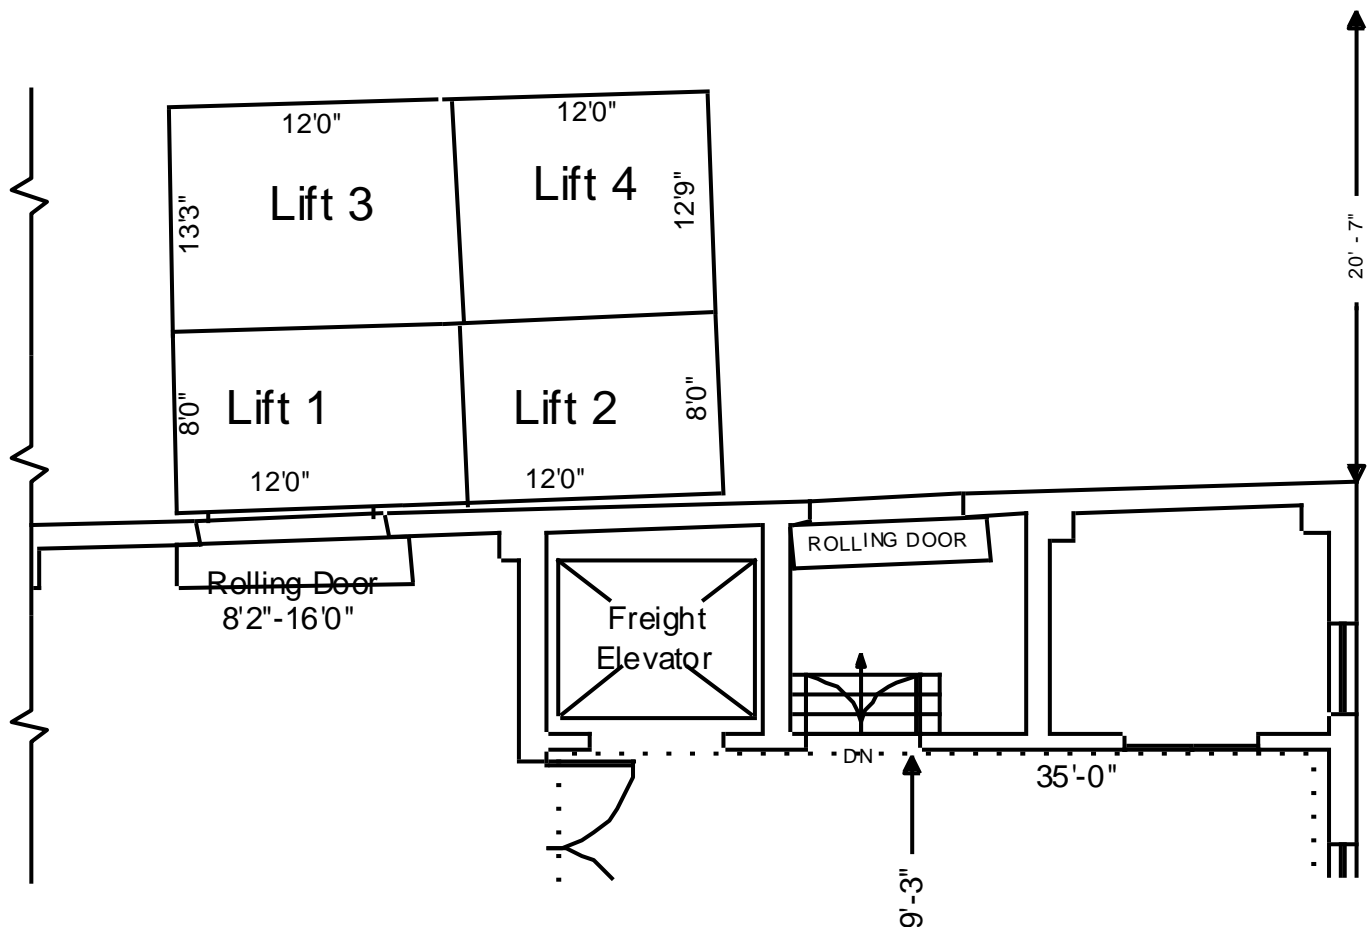 12'0"
12'0"
Lift 3
Lift 4
13'3"
12'9"
20' - 7"
Lift 1
Lift 2
8'0"
8'0"
12'0"
12'0"
ROLLING DOOR
Rolling Door
8'2"-16'0"
Freight
Elevator
DN
35'-0"
9'-3"